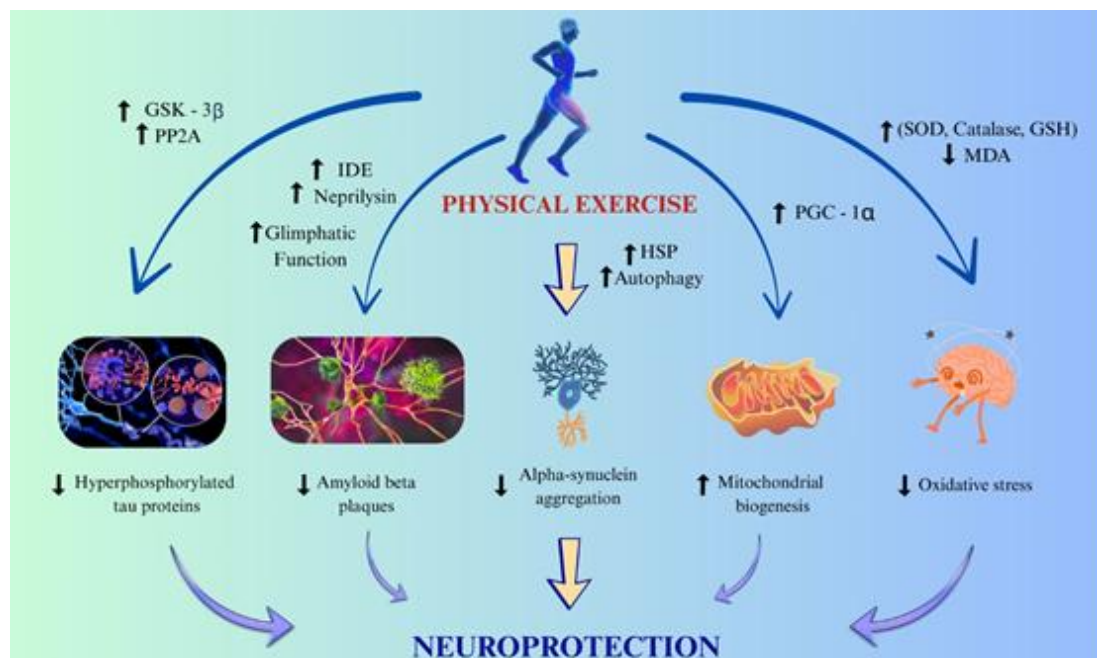 ↑ GSK - 3β
↑ PP2A
↑ IDE
↑ Neprilysin
↑Glimphatic
Function
PHYSICAL EXERCISE
↑HSP
↑Autophagy
↑ PGC - 1α
↑(SOD, Catalase, GSH)
↓ MDA
↓ Hyperphosphorylated
tau proteins
↓ Amyloid beta
plaques
↓ Alpha-synuclein
aggregation
↑ Mitochondrial
biogenesis
↓ Oxidative stress
NEUROPROTECTION